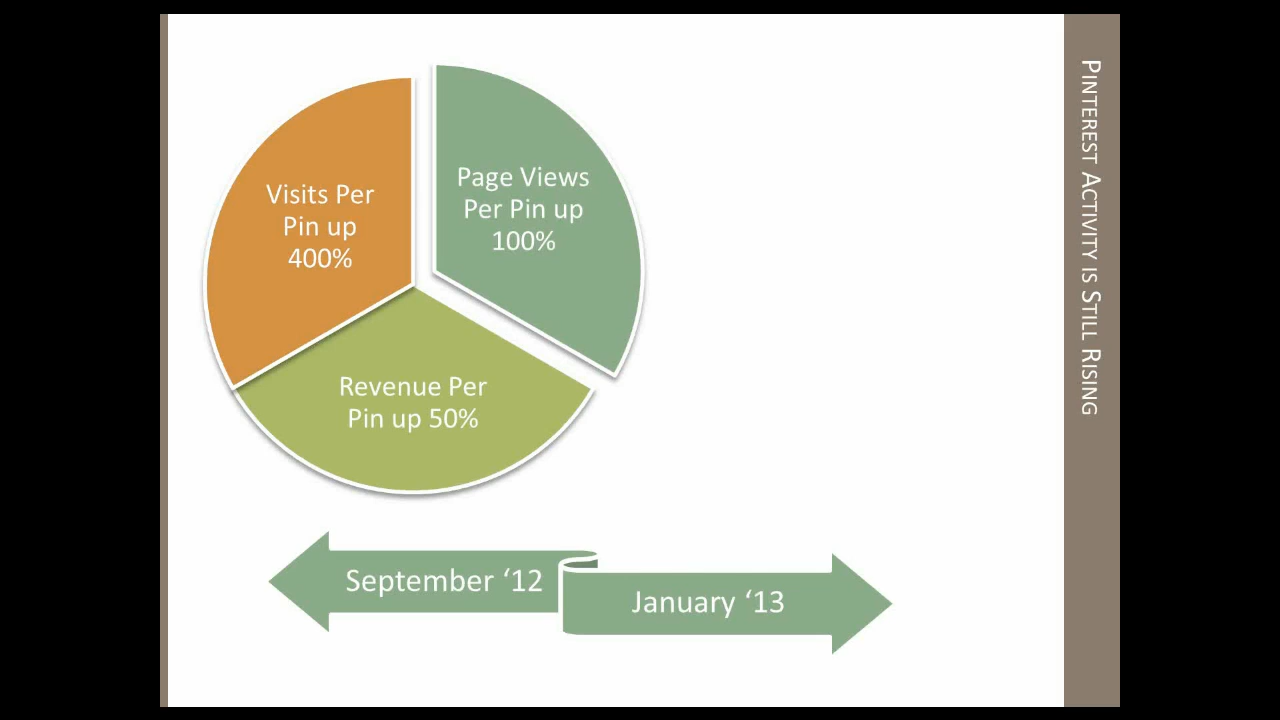 Visits Per
Pin up
400%
Page Views
Per Pin up
100%
Revenue Per
Pin up 50%
September ‘12
January ‘13
PINTEREST ACTIVITY IS STILL RISING